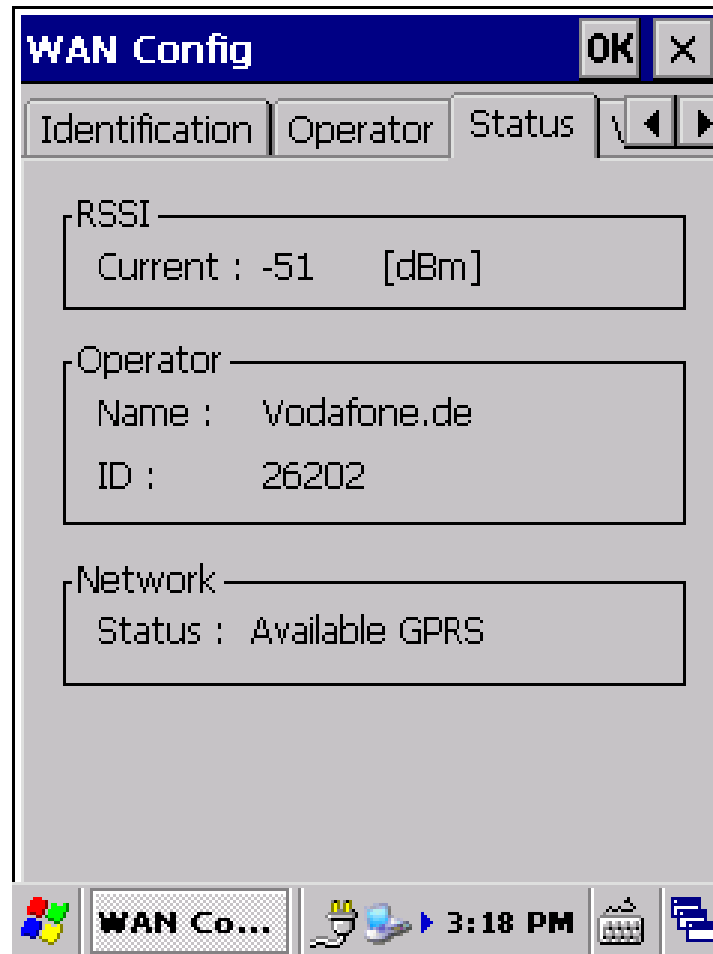 WAN Config OK ×
Identification Operator Status
RSSI
Current : -51 [dBm]
Operator
Name : Vodafone.de
ID : 26202
Network
Status : Available GPRS
WAN Co... 3:18 PM